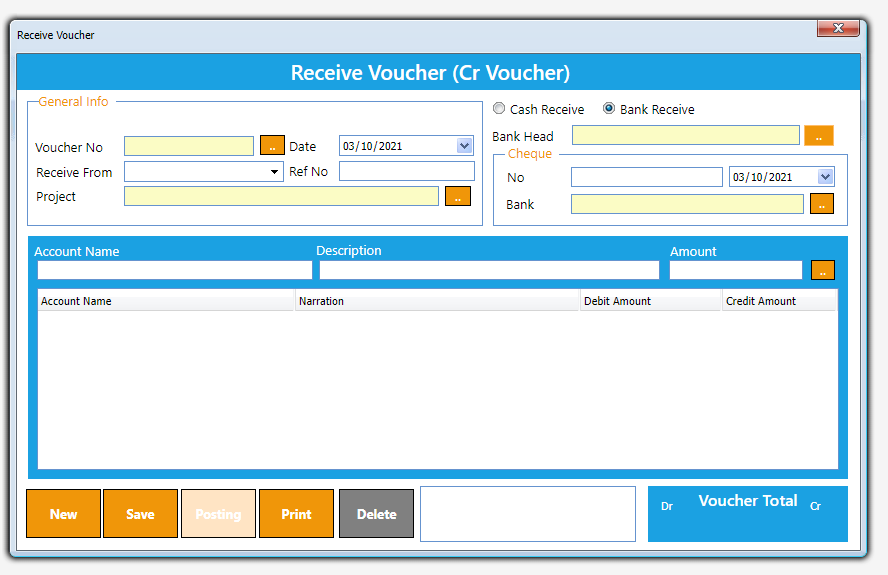 Receive Voucher
Receive Voucher (Cr Voucher)
General Info
Cash Receive Bank Receive
Voucher No .. Date 03/10/2021
Bank Head ..
Cheque
Receive From Ref No
No 03/10/2021
Project ..
Bank ..
Account Name Description Amount
..
Account Name Narration Debit Amount Credit Amount
New Save Posting Print Delete
Dr Voucher Total Cr